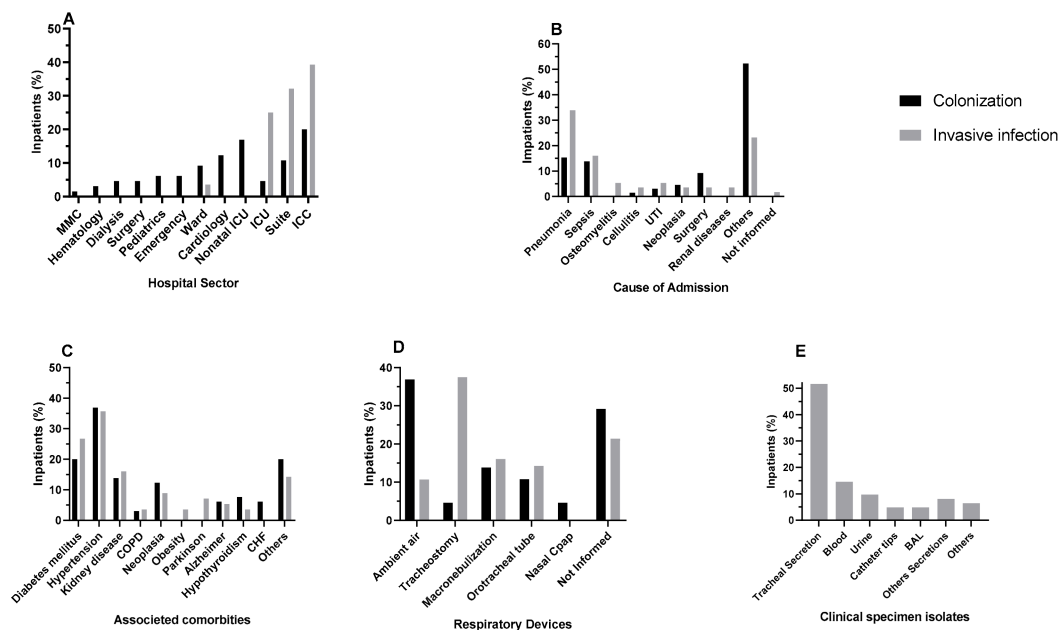 A
50
40
30
20
10
0
Inpatients (%)
MMC
Hematology
Dialysis
Surgery
Pediatrics
Emergency
Ward
Cardiology
Nonatal ICU
ICU
Suite
ICC
Hospital Sector
B
60
50
40
30
20
10
0
Impatients (%)
Pneumonia
Sepsis
Osteomyelitis
Cellulitis
UTI
Neoplasia
Surgery
Renal diseases
Others
Not informed
Cause of Admission
Colonization
Invasive infection
C
50
40
30
20
10
0
Inpatients (%)
Diabetes mellitus
Hypertension
Kidney disease
COPD
Neoplasia
Obesity
Parkinson
Alzheimer
Hypothyroidism
CHF
Others
Associeted comorbities
D
40
30
20
10
0
Inpatients (%)
Ambient air
Tracheostomy
Macronebulization
Orotracheal tube
Nasal Cpap
Not Informed
Respiratory Devices
E
50
40
30
20
10
0
Inpatients (%)
Tracheal Secretion
Blood
Urine
Catheter tips
BAL
Others Secretions
Others
Clinical specimen isolates